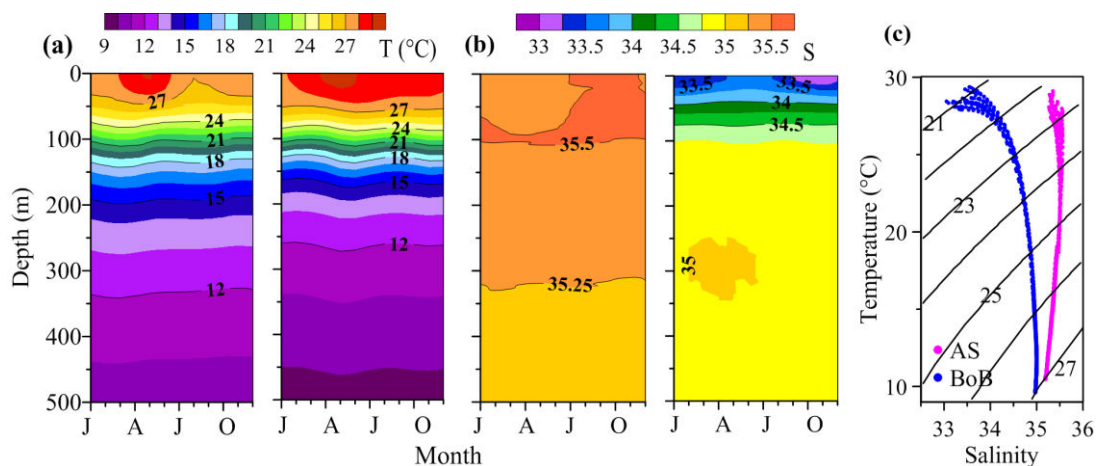 (a)
9 12 15 18 21 24 27 T (°C)
(b)
33 33.5 34 34.5 35 35.5 S
(c)
0
100
200
300
400
500
Depth (m)
27
24
21
18
15
12
J A J O
27
24
21
18
15
12
J A J O
35.5
35.25
J A J O
33.5 33.5
34
34.5
35
J A J O
Month
30
20
10
Temperature (°C)
21
23
25
27
AS
BoB
33 34 35 36
Salinity